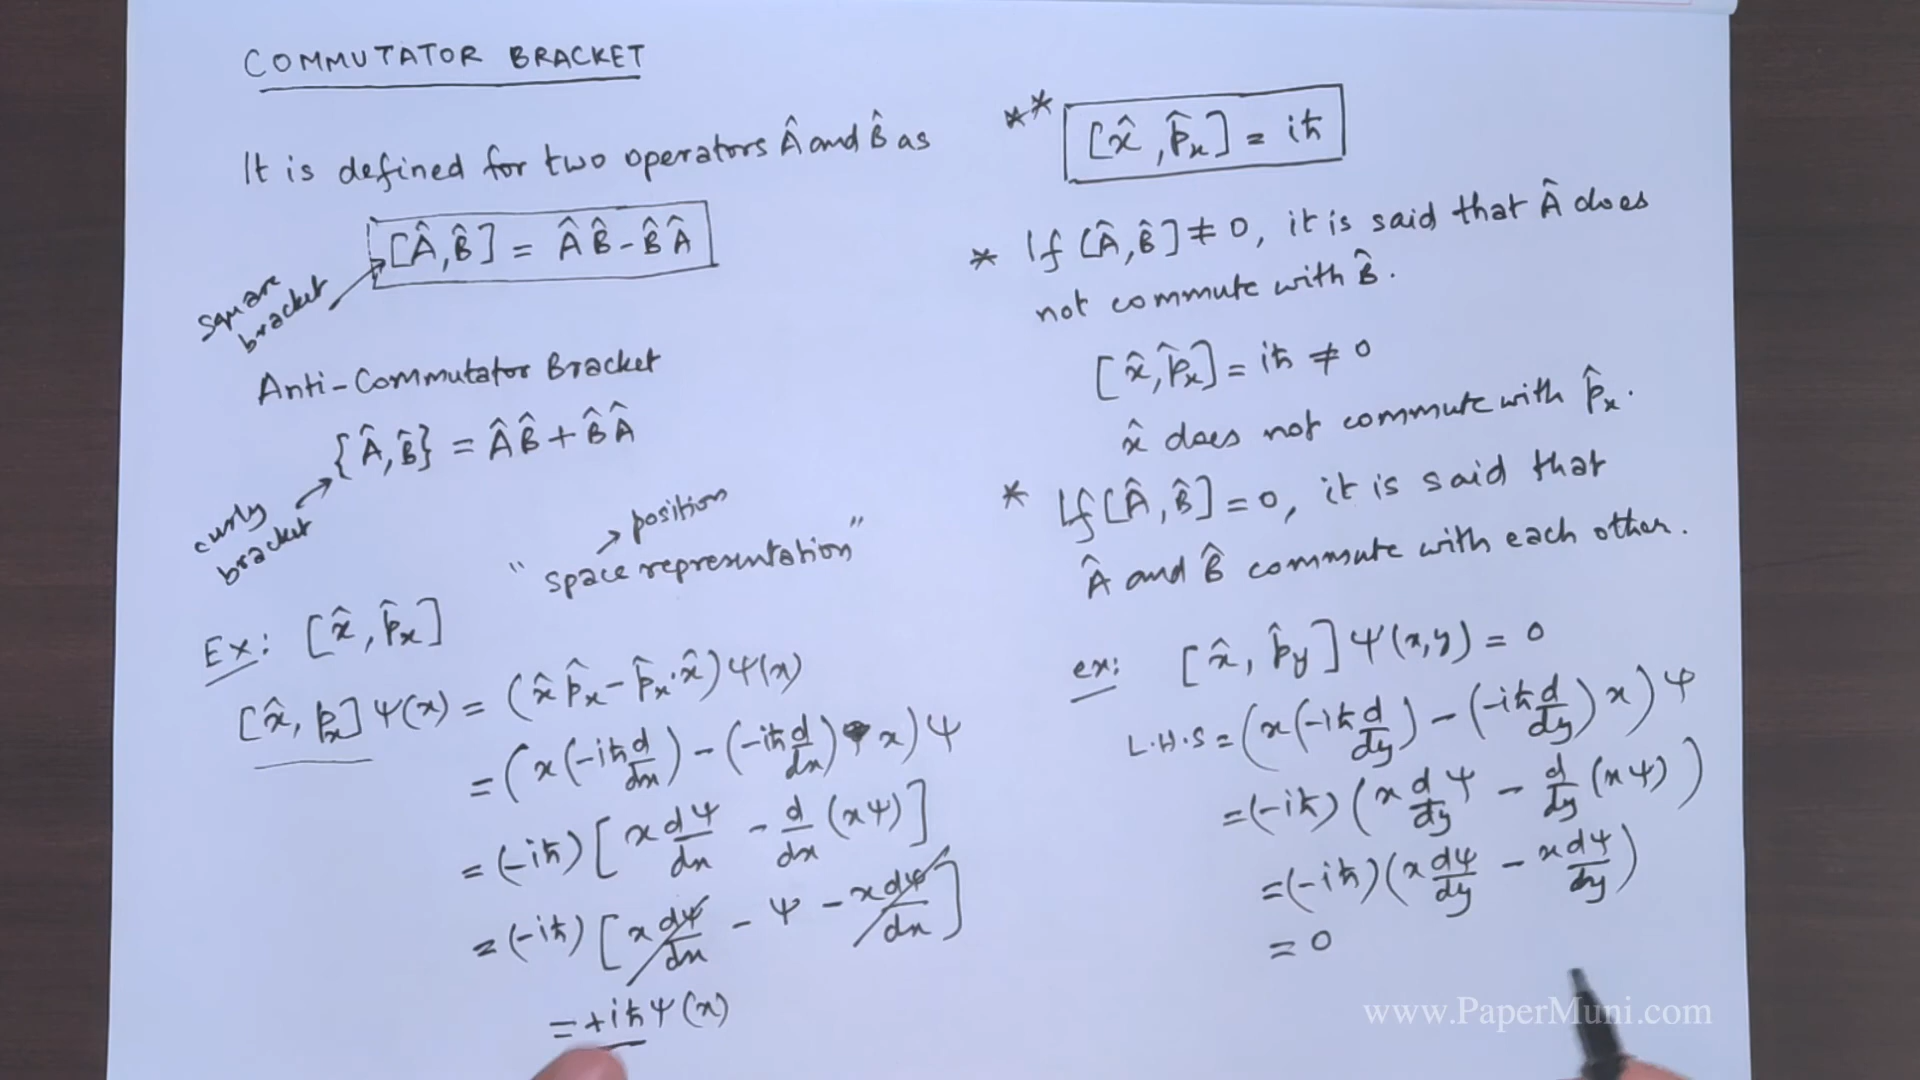 COMMUTATOR BRACKET
It is defined for two operators Â and B̂ as
[Â, B̂] = ÂB̂ - B̂Â
square
bracket
Anti-Commutator Bracket
{Â, B̂} = ÂB̂ + B̂Â
curly
bracket
→ position
" space representation "
Ex: [x̂, p̂x]
[x̂, px] Ψ(x) = (x̂ p̂x - p̂x·x̂) Ψ(x)
= (x(-iħ d/dx) - (-iħ d/dx) x) Ψ
= (-iħ) [x dΨ/dx - d/dx (xΨ)]
= (-iħ) [x dΨ/dx - Ψ - x dΨ/dx]
= +iħ Ψ(x)
** [x̂, p̂x] = iħ
* If [Â, B̂] ≠ 0, it is said that Â does
not commute with B̂.
[x̂, p̂x] = iħ ≠ 0
x̂ does not commute with p̂x.
* If [Â, B̂] = 0, it is said that
Â and B̂ commute with each other.
ex: [x̂, p̂y] Ψ(x,y) = 0
L.H.S = (x(-iħ d/dy) - (-iħ d/dy) x) Ψ
= (-iħ) (x d/dy Ψ - d/dy (xΨ))
= (-iħ) (x dΨ/dy - x dΨ/dy)
= 0
www.PaperMuni.com